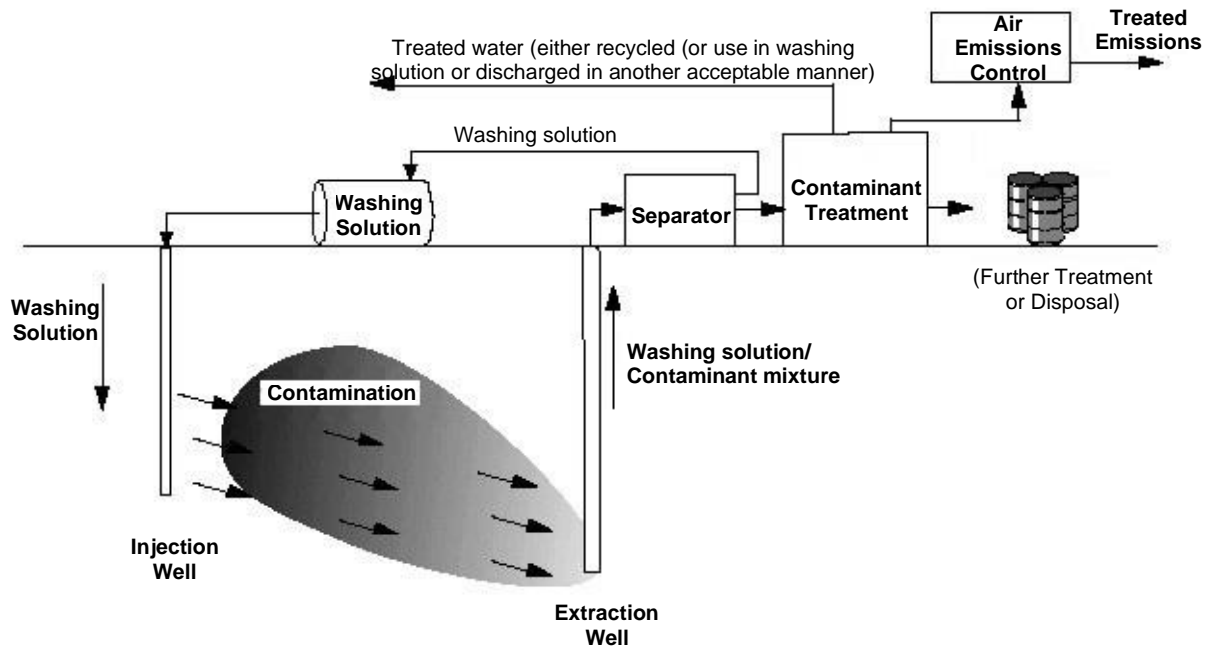 Treated water (either recycled (or use in washing
solution or discharged in another acceptable manner)
Air
Emissions
Control
Treated
Emissions
Washing solution
Washing
Solution
Separator
Contaminant
Treatment
(Further Treatment
or Disposal)
Washing
Solution
Contamination
Washing solution/
Contaminant mixture
Injection
Well
Extraction
Well